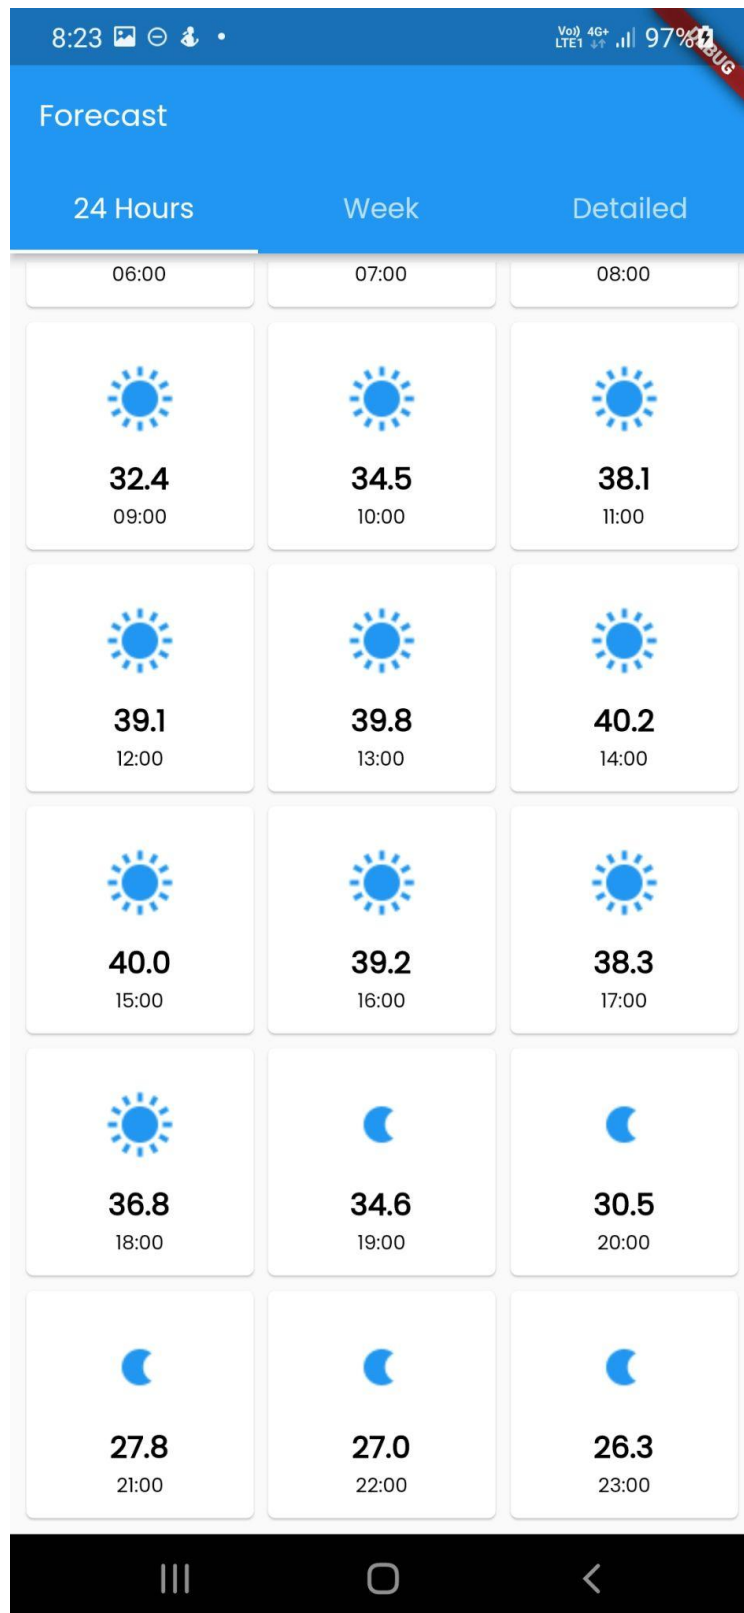 8:23 Vo)) 4G+ 97%
LTE1
DEBUG
Forecast
24 Hours Week Detailed
06:00 07:00 08:00
32.4 34.5 38.1
09:00 10:00 11:00
39.1 39.8 40.2
12:00 13:00 14:00
40.0 39.2 38.3
15:00 16:00 17:00
36.8 34.6 30.5
18:00 19:00 20:00
27.8 27.0 26.3
21:00 22:00 23:00